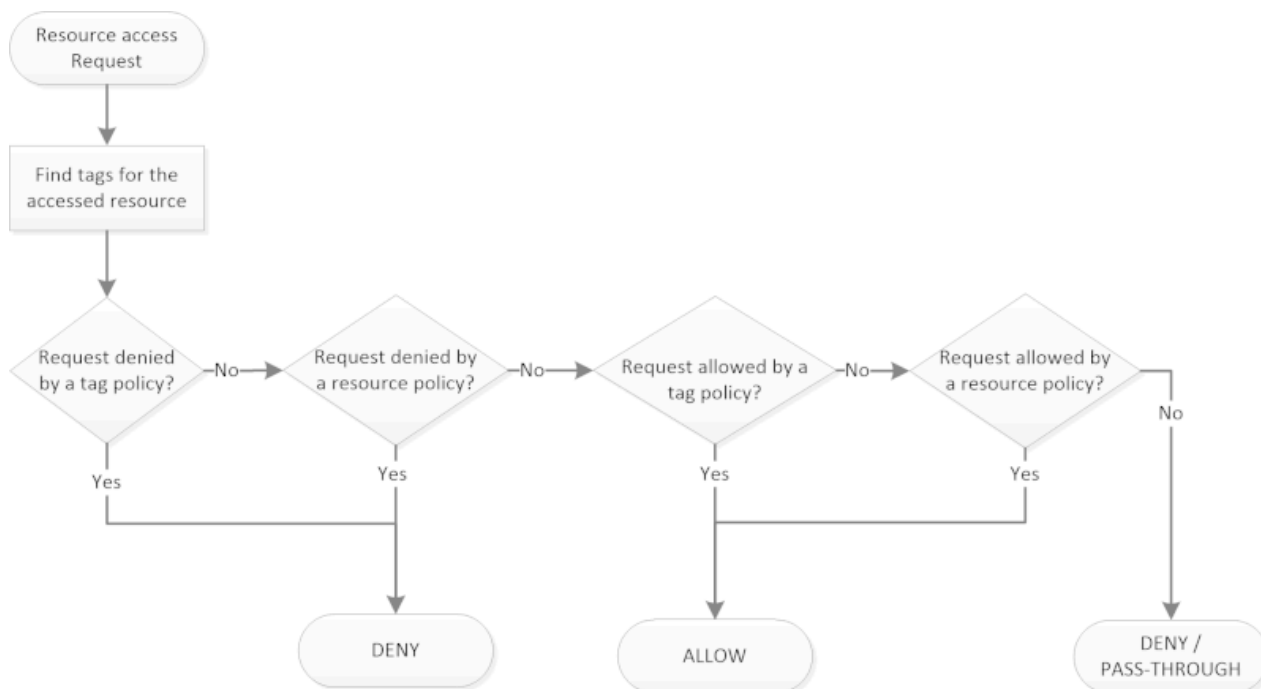 Resource access
Request
Find tags for the
accessed resource
Request denied
by a tag policy?
No
Request denied by
a resource policy?
No
Request allowed by a
tag policy?
No
Request allowed by
a resource policy?
No
Yes
Yes
Yes
Yes
DENY
ALLOW
DENY /
PASS-THROUGH